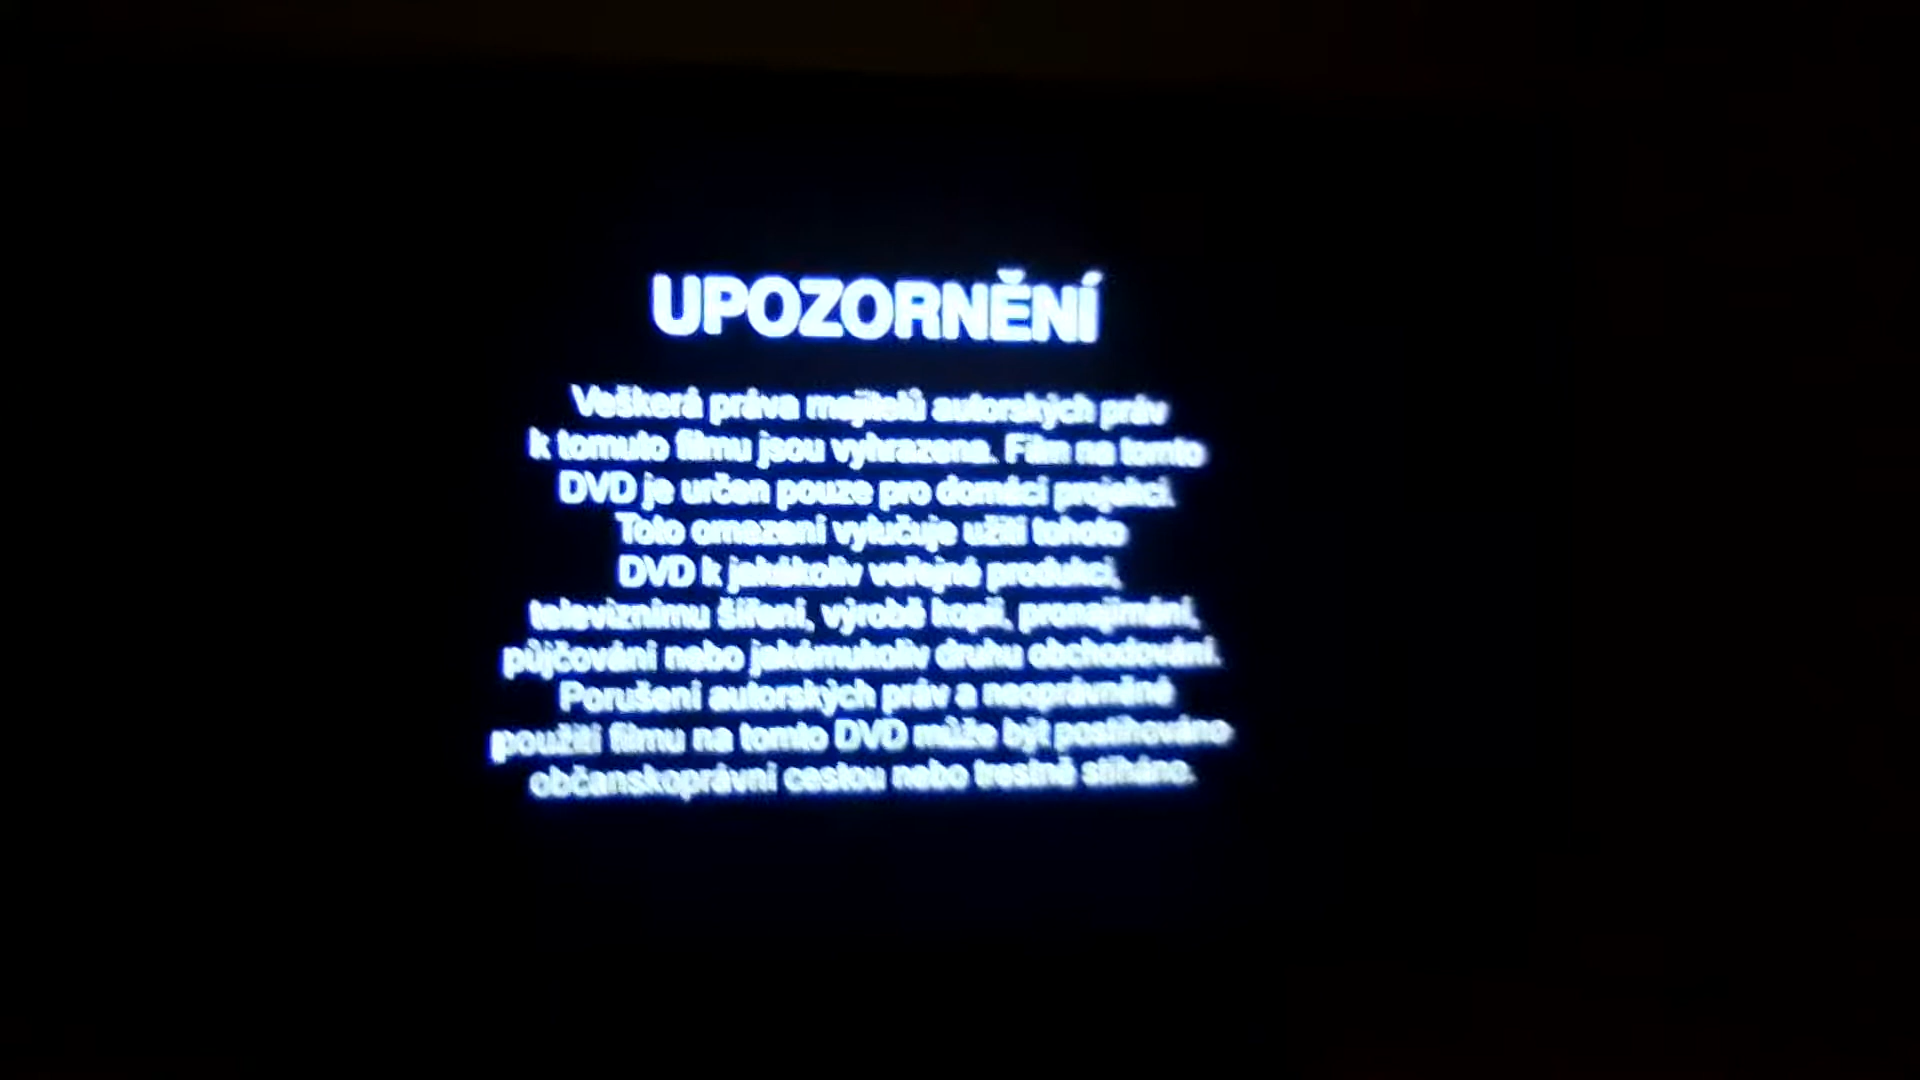 UPOZORNĚNÍ
Veškerá práva majitelů autorských práv
k tomuto filmu jsou vyhrazena. Film na tomto
DVD je určen pouze pro domácí projekci.
Toto omezení vylučuje užití tohoto
DVD k jakékoliv veřejné produkci,
televiznímu šíření, výrobě kopií, pronajímání,
půjčování nebo jakémukoliv druhu obchodování.
Porušení autorských práv a neoprávněné
použití filmu na tomto DVD může být postihováno
občanskoprávní cestou nebo trestně stíháno.